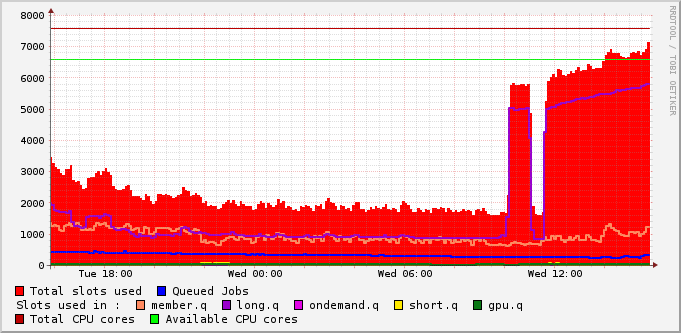 8000
7000
6000
5000
4000
3000
2000
1000
0
Tue 18:00 Wed 00:00 Wed 06:00 Wed 12:00
Total slots used Queued Jobs
Slots used in : member.q long.q ondemand.q short.q gpu.q
Total CPU cores Available CPU cores
RRDTOOL / TOBI OETIKER